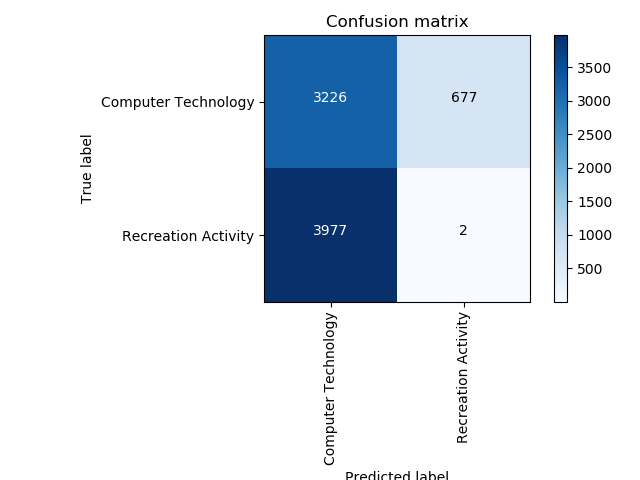 Confusion matrix
True label
Computer Technology
3226
677
Recreation Activity
3977
2
3500
3000
2500
2000
1500
1000
500
Computer Technology
Recreation Activity
Predicted label